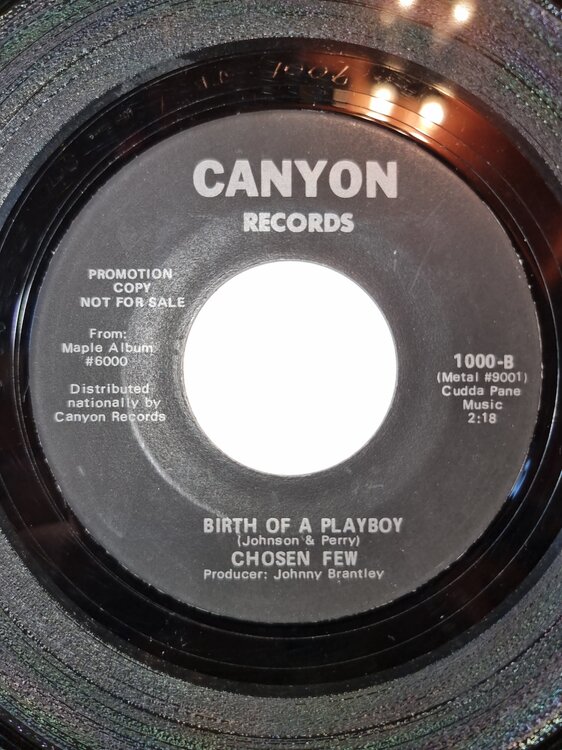 CANYON
RECORDS
PROMOTION
COPY
NOT FOR SALE
From:
Maple Album
#6000
Distributed
nationally by
Canyon Records
1000-B
(Metal #9001)
Cudda Pane
Music
2:18
BIRTH OF A PLAYBOY
(Johnson & Perry)
CHOSEN FEW
Producer: Johnny Brantley